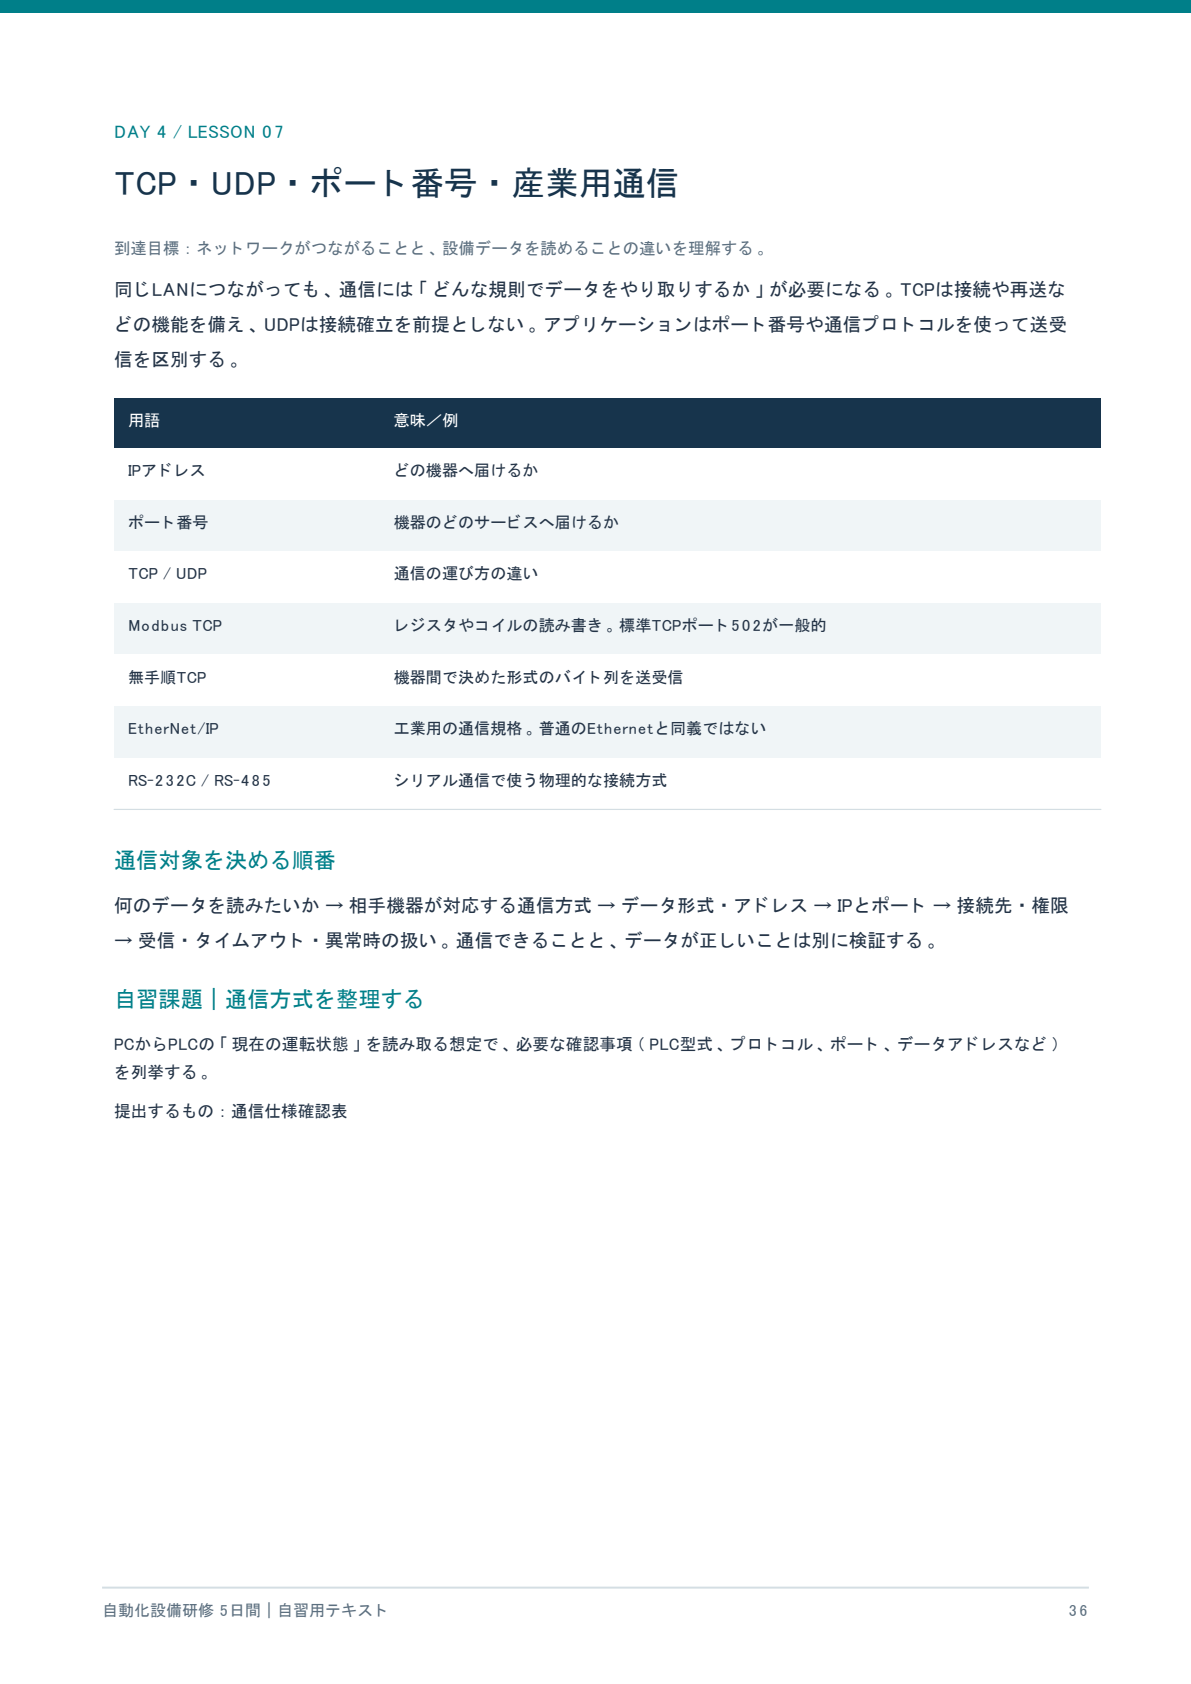 DAY 4 / LESSON 07
TCP・UDP・ポート番号・産業用通信
到達目標：ネットワークがつながることと、設備データを読めることの違いを理解する。
同じLANにつながっても、通信には「どんな規則でデータをやり取りするか」が必要になる。TCPは接続や再送な
どの機能を備え、UDPは接続確立を前提としない。アプリケーションはポート番号や通信プロトコルを使って送受
信を区別する。
用語 意味／例
IPアドレス どの機器へ届けるか
ポート番号 機器のどのサービスへ届けるか
TCP / UDP 通信の運び方の違い
Modbus TCP レジスタやコイルの読み書き。標準TCPポート502が一般的
無手順TCP 機器間で決めた形式のバイト列を送受信
EtherNet/IP 工業用の通信規格。普通のEthernetと同義ではない
RS-232C / RS-485 シリアル通信で使う物理的な接続方式
通信対象を決める順番
何のデータを読みたいか → 相手機器が対応する通信方式 → データ形式・アドレス → IPとポート → 接続先・権限
→ 受信・タイムアウト・異常時の扱い。通信できることと、データが正しいことは別に検証する。
自習課題｜通信方式を整理する
PCからPLCの「現在の運転状態」を読み取る想定で、必要な確認事項（PLC型式、プロトコル、ポート、データアドレスなど）
を列挙する。
提出するもの：通信仕様確認表
自動化設備研修 5日間｜自習用テキスト 36